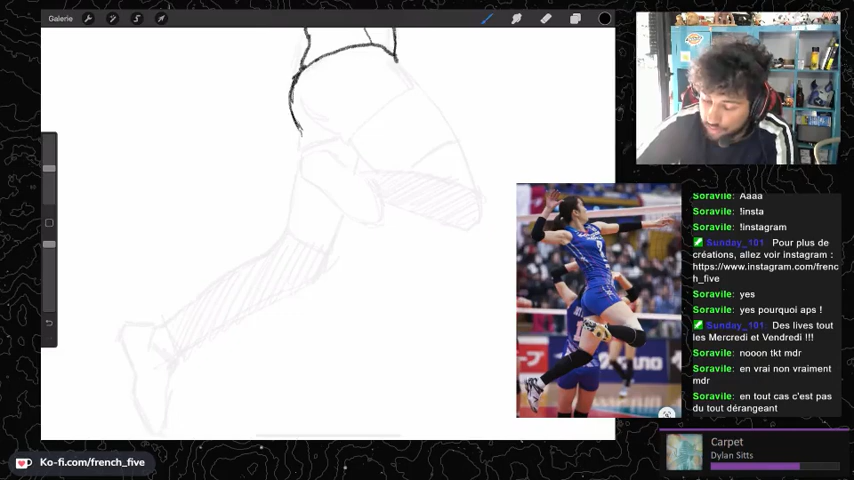 Galerie
Soravile: Aaaa
Soravile: !insta
Soravile: !instagram
Sunday_101 Pour plus de
créations, allez voir instagram :
https://www.instagram.com/frenc
h_five
Soravile: yes
Soravile: yes pourquoi aps !
Sunday_101: Des lives tout
les Mercredi et Vendredi !!!
Soravile: nooon tkt mdr
Soravile: en vrai non vraiment
mdr
Soravile: en tout cas c'est pas
du tout dérangeant
Carpet
Dylan Sitts
Ko-fi.com/french_five